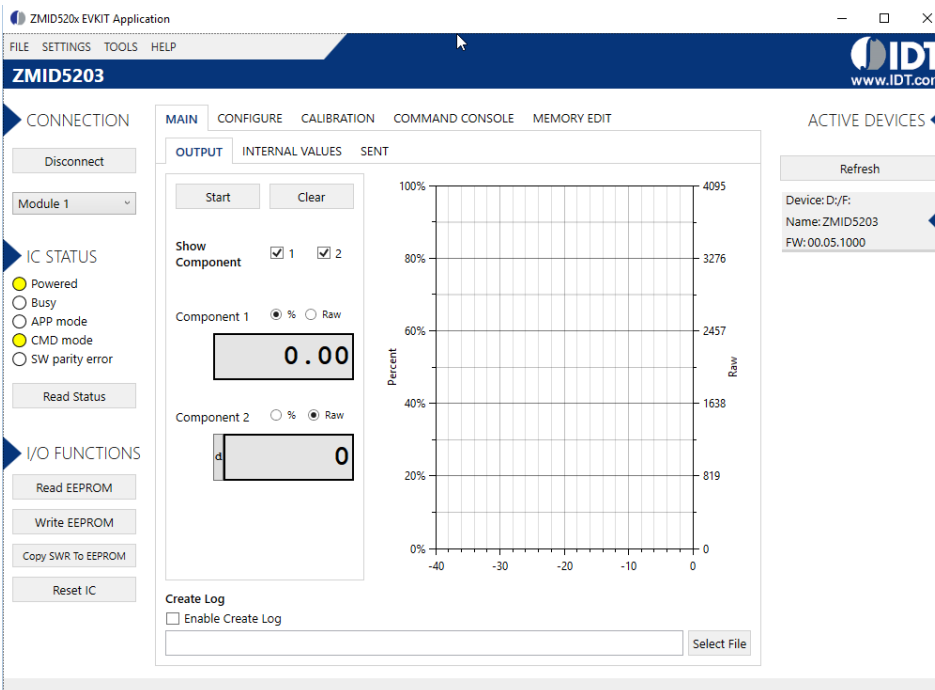 ZMID520x EVKIT Application
FILE SETTINGS TOOLS HELP
IDT
www.IDT.com
ZMID5203
CONNECTION
Disconnect
Module 1
IC STATUS
Powered
Busy
APP mode
CMD mode
SW parity error
Read Status
I/O FUNCTIONS
Read EEPROM
Write EEPROM
Copy SWR To EEPROM
Reset IC
MAIN CONFIGURE CALIBRATION COMMAND CONSOLE MEMORY EDIT
OUTPUT INTERNAL VALUES SENT
Start Clear
Show
Component
1 2
Component 1 % Raw
0.00
Component 2 % Raw
d 0
100% 4095
80% 3276
60% 2457
Percent
Raw
40% 1638
20% 819
0% 0
-40 -30 -20 -10 0
Create Log
Enable Create Log
Select File
ACTIVE DEVICES
Refresh
Device: D:/F:
Name: ZMID5203
FW: 00.05.1000